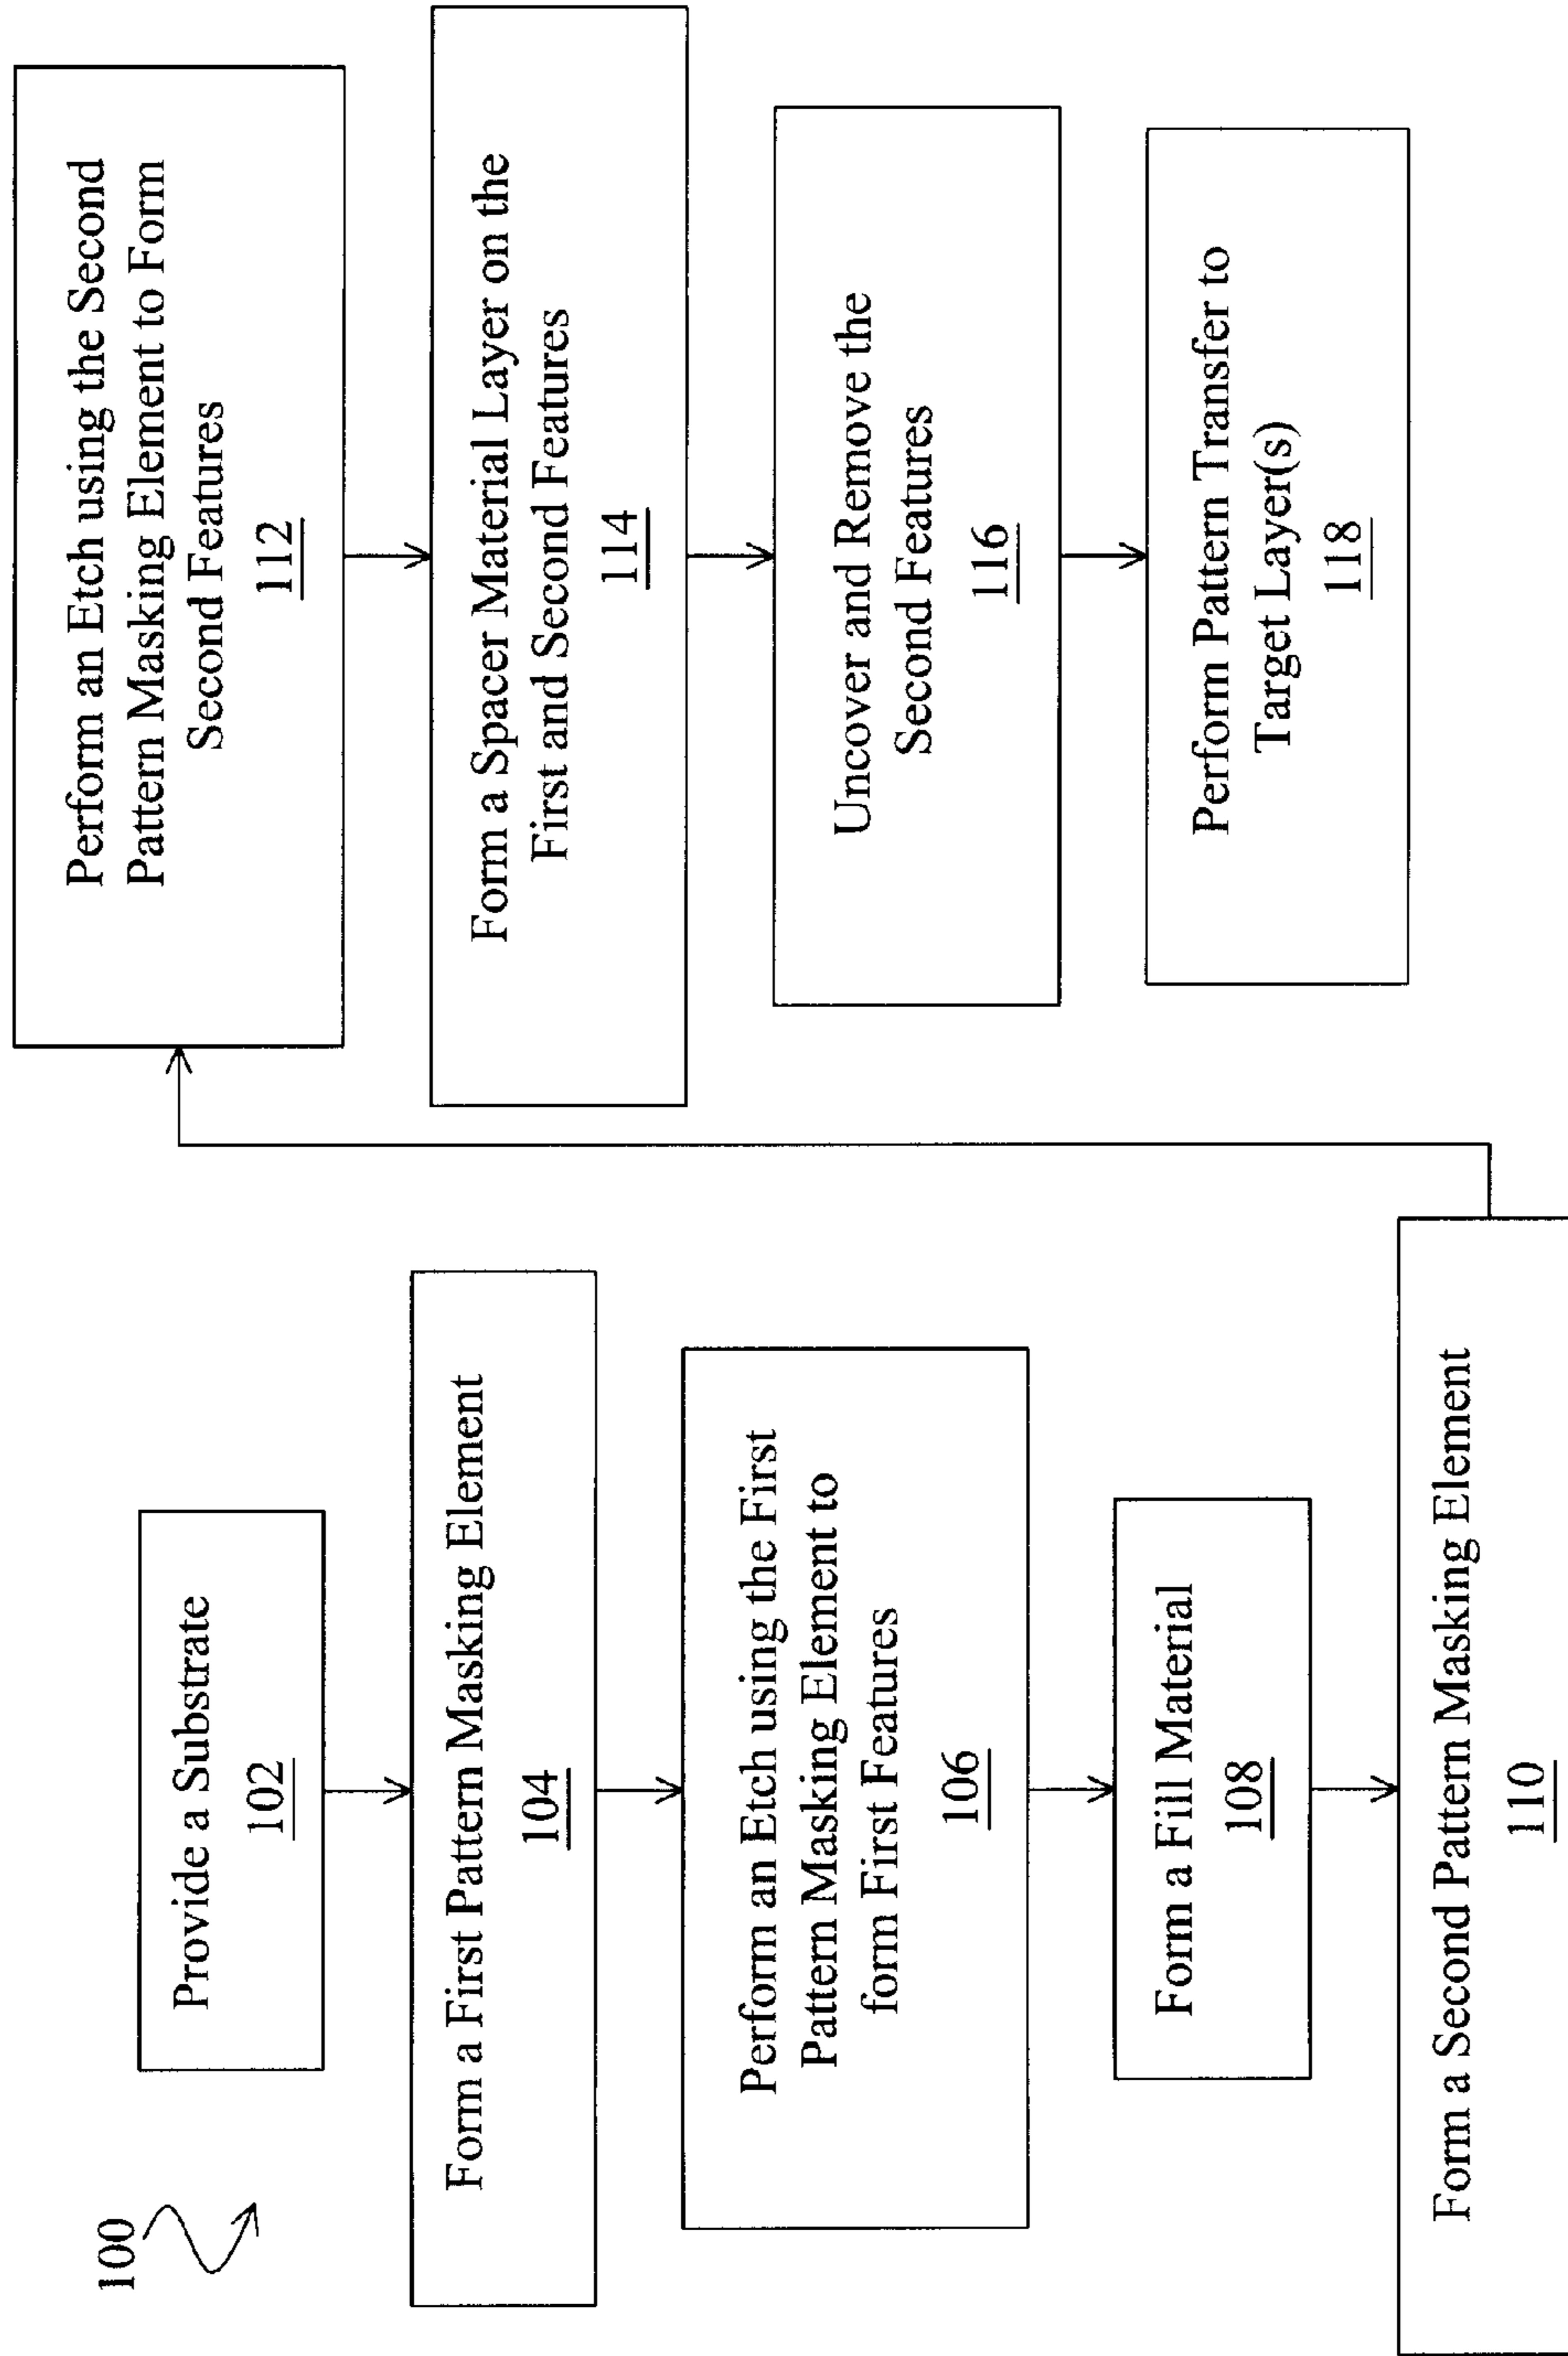 100
Provide a Substrate
102
Form a First Pattern Masking Element
104
Perform an Etch using the First
Pattern Masking Element to
form First Features
106
Form a Fill Material
108
Form a Second Pattern Masking Element
110
Perform an Etch using the Second
Pattern Masking Element to Form
Second Features
112
Form a Spacer Material Layer on the
First and Second Features
114
Uncover and Remove the
Second Features
116
Perform Pattern Transfer to
Target Layer(s)
118